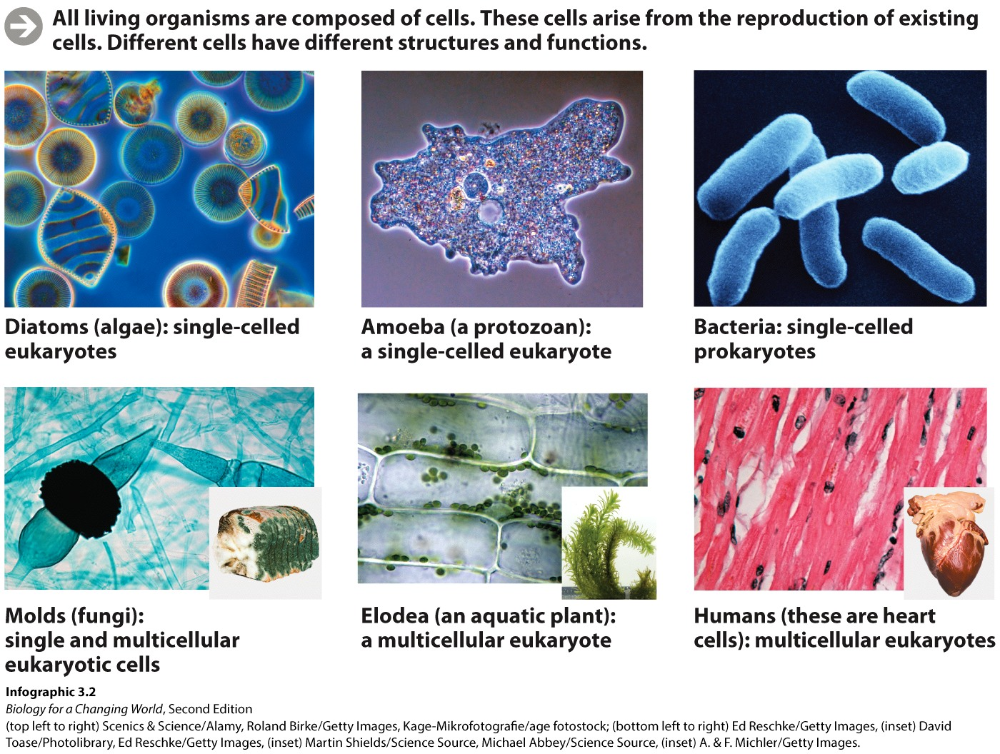 All living organisms are composed of cells. These cells arise from the reproduction of existing
cells. Different cells have different structures and functions.
Diatoms (algae): single-celled
eukaryotes
Amoeba (a protozoan):
a single-celled eukaryote
Bacteria: single-celled
prokaryotes
Molds (fungi):
single and multicellular
eukaryotic cells
Elodea (an aquatic plant):
a multicellular eukaryote
Humans (these are heart
cells): multicellular eukaryotes
Infographic 3.2
Biology for a Changing World, Second Edition
(top left to right) Scenics & Science/Alamy, Roland Birke/Getty Images, Kage-Mikrofotografie/age fotostock; (bottom left to right) Ed Reschke/Getty Images, (inset) David
Toase/Photolibrary, Ed Reschke/Getty Images, (inset) Martin Shields/Science Source, Michael Abbey/Science Source, (inset) A. & F. Michler/Getty Images.